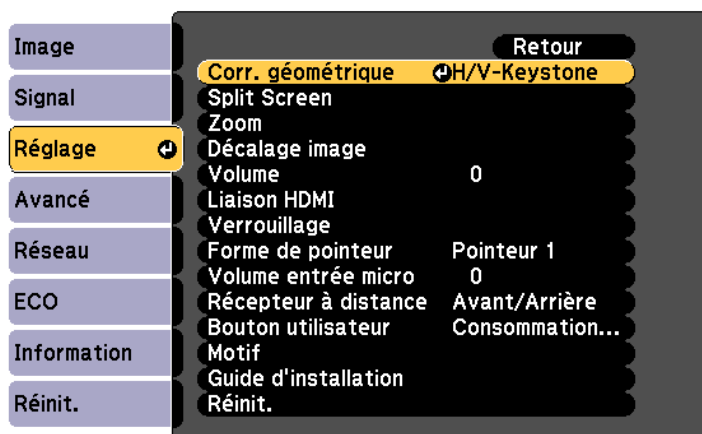 Image
Signal
Réglage
Avancé
Réseau
ECO
Information
Réinit.
Retour
Corr. géométrique H/V-Keystone
Split Screen
Zoom
Décalage image
Volume 0
Liaison HDMI
Verrouillage
Forme de pointeur Pointeur 1
Volume entrée micro 0
Récepteur à distance Avant/Arrière
Bouton utilisateur Consommation...
Motif
Guide d'installation
Réinit.